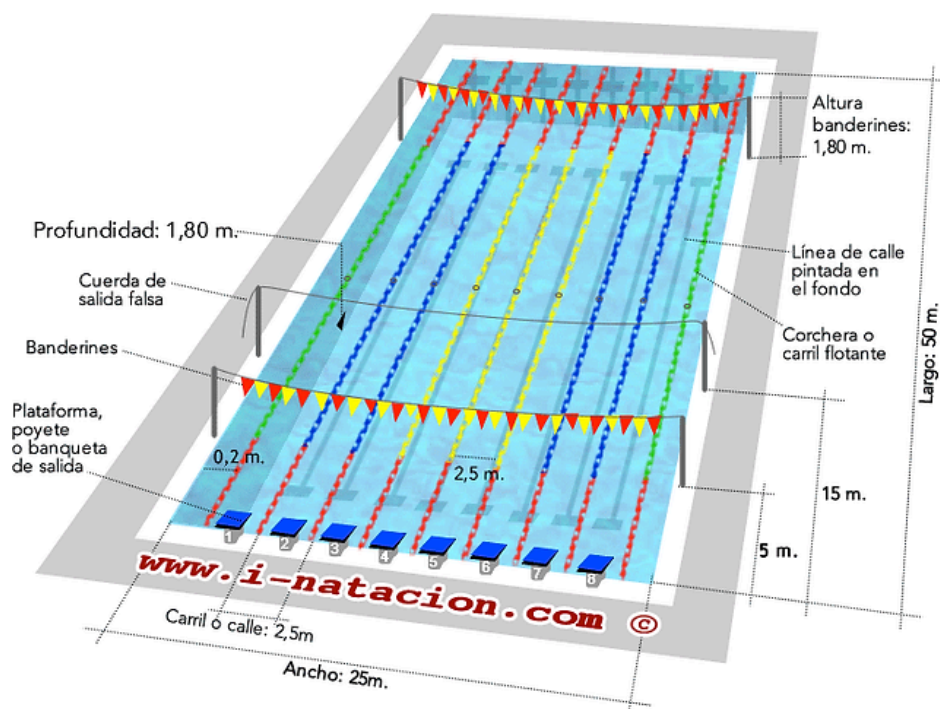 Altura
banderines:
1,80 m.
Profundidad: 1,80 m.
Cuerda de
salida falsa
Línea de calle
pintada en
el fondo
Corchera o
carril flotante
Largo: 50 m.
Banderines
Plataforma,
poyete
o banqueta
de salida
0,2 m.
2,5 m.
15 m.
5 m.
1
2
3
4
5
6
7
8
www.i-natacion.com ©
Carril o calle: 2,5m
Ancho: 25m.